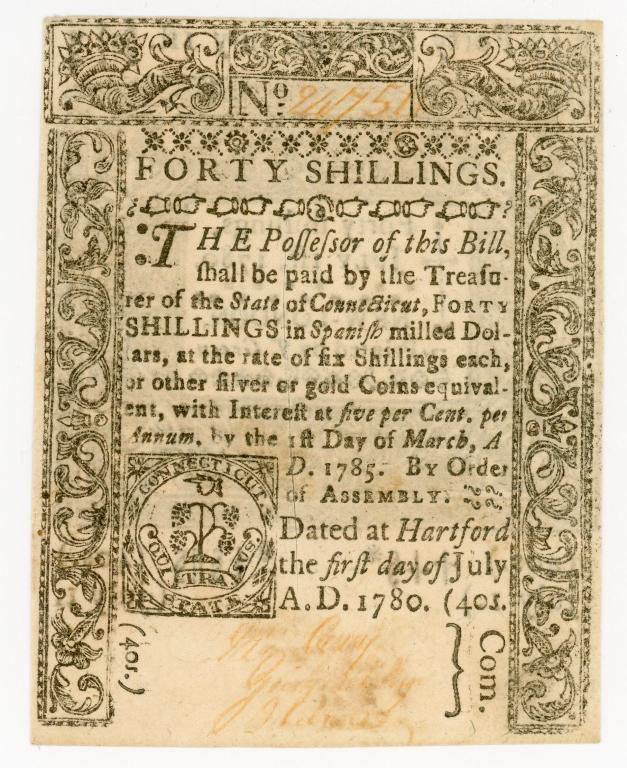 No. 24751
FORTY SHILLINGS.
THE Poſſeſſor of this Bill,
ſhall be paid by the Treaſu-
rer of the State of Connecticut, FORTY
SHILLINGS in Spaniſh milled Dol-
lars, at the rate of ſix Shillings each,
or other ſilver or gold Coins equival-
ent, with Intereſt at five per Cent. per
Annum, by the 1ſt Day of March, A
D. 1785. BY Order
of ASSEMBLY.
Dated at Hartford
the firſt day of July
A.D. 1780. (40s.
CONNECTICUT
QUI TRA SUS.
STATE
(40s.)
Com.